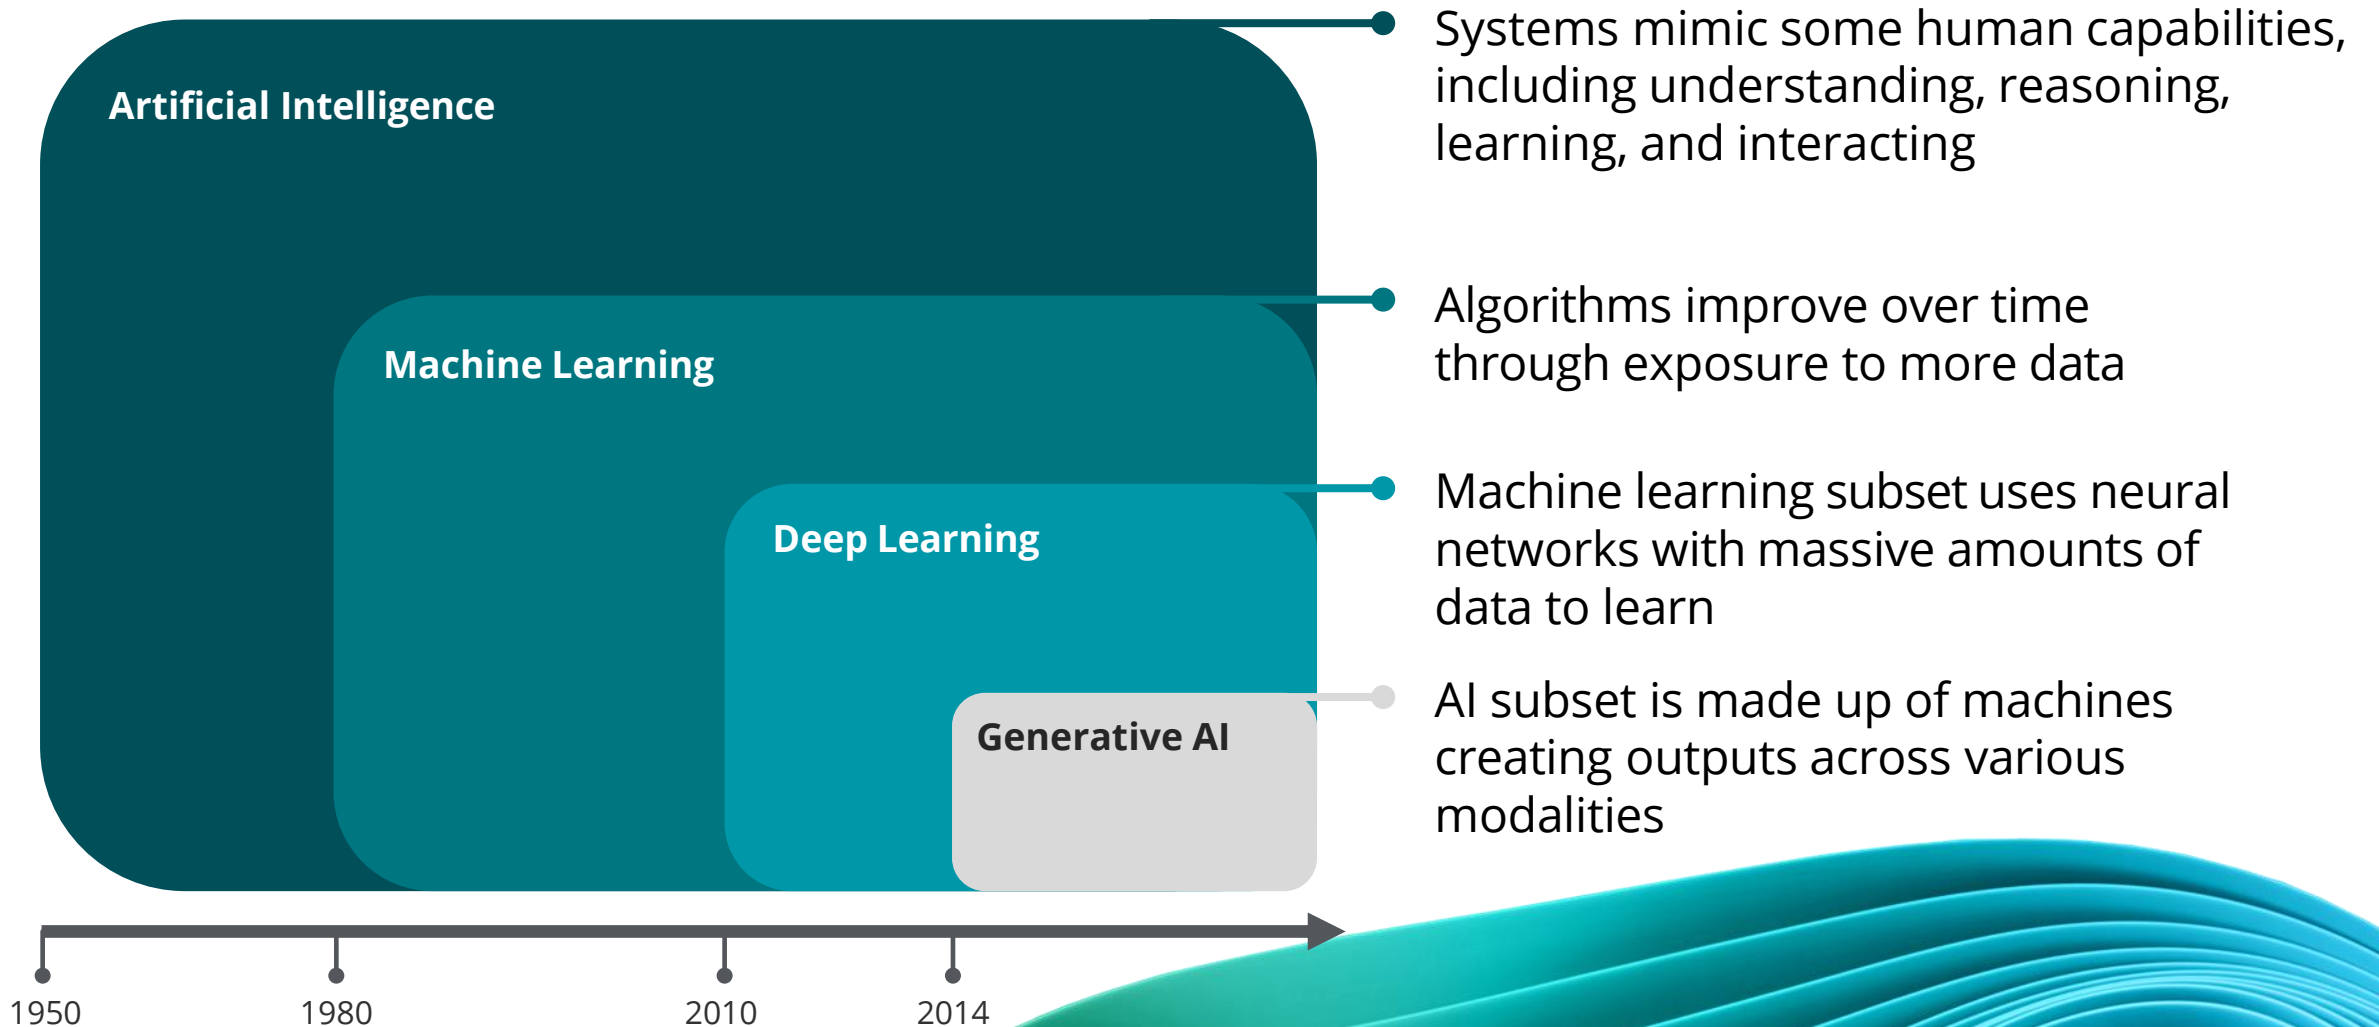 Artificial Intelligence
Systems mimic some human capabilities,
including understanding, reasoning,
learning, and interacting
Machine Learning
Algorithms improve over time
through exposure to more data
Deep Learning
Machine learning subset uses neural
networks with massive amounts of
data to learn
Generative AI
AI subset is made up of machines
creating outputs across various
modalities
1950 1980 2010 2014